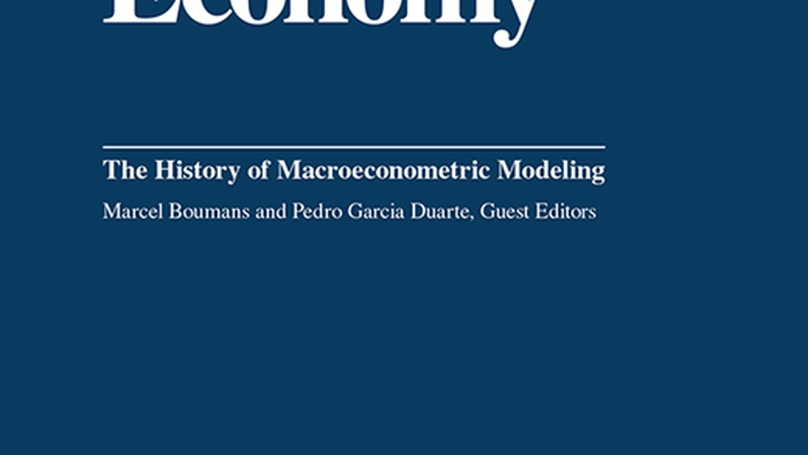 Economy
The History of Macroeconometric Modeling
Marcel Boumans and Pedro Garcia Duarte, Guest Editors